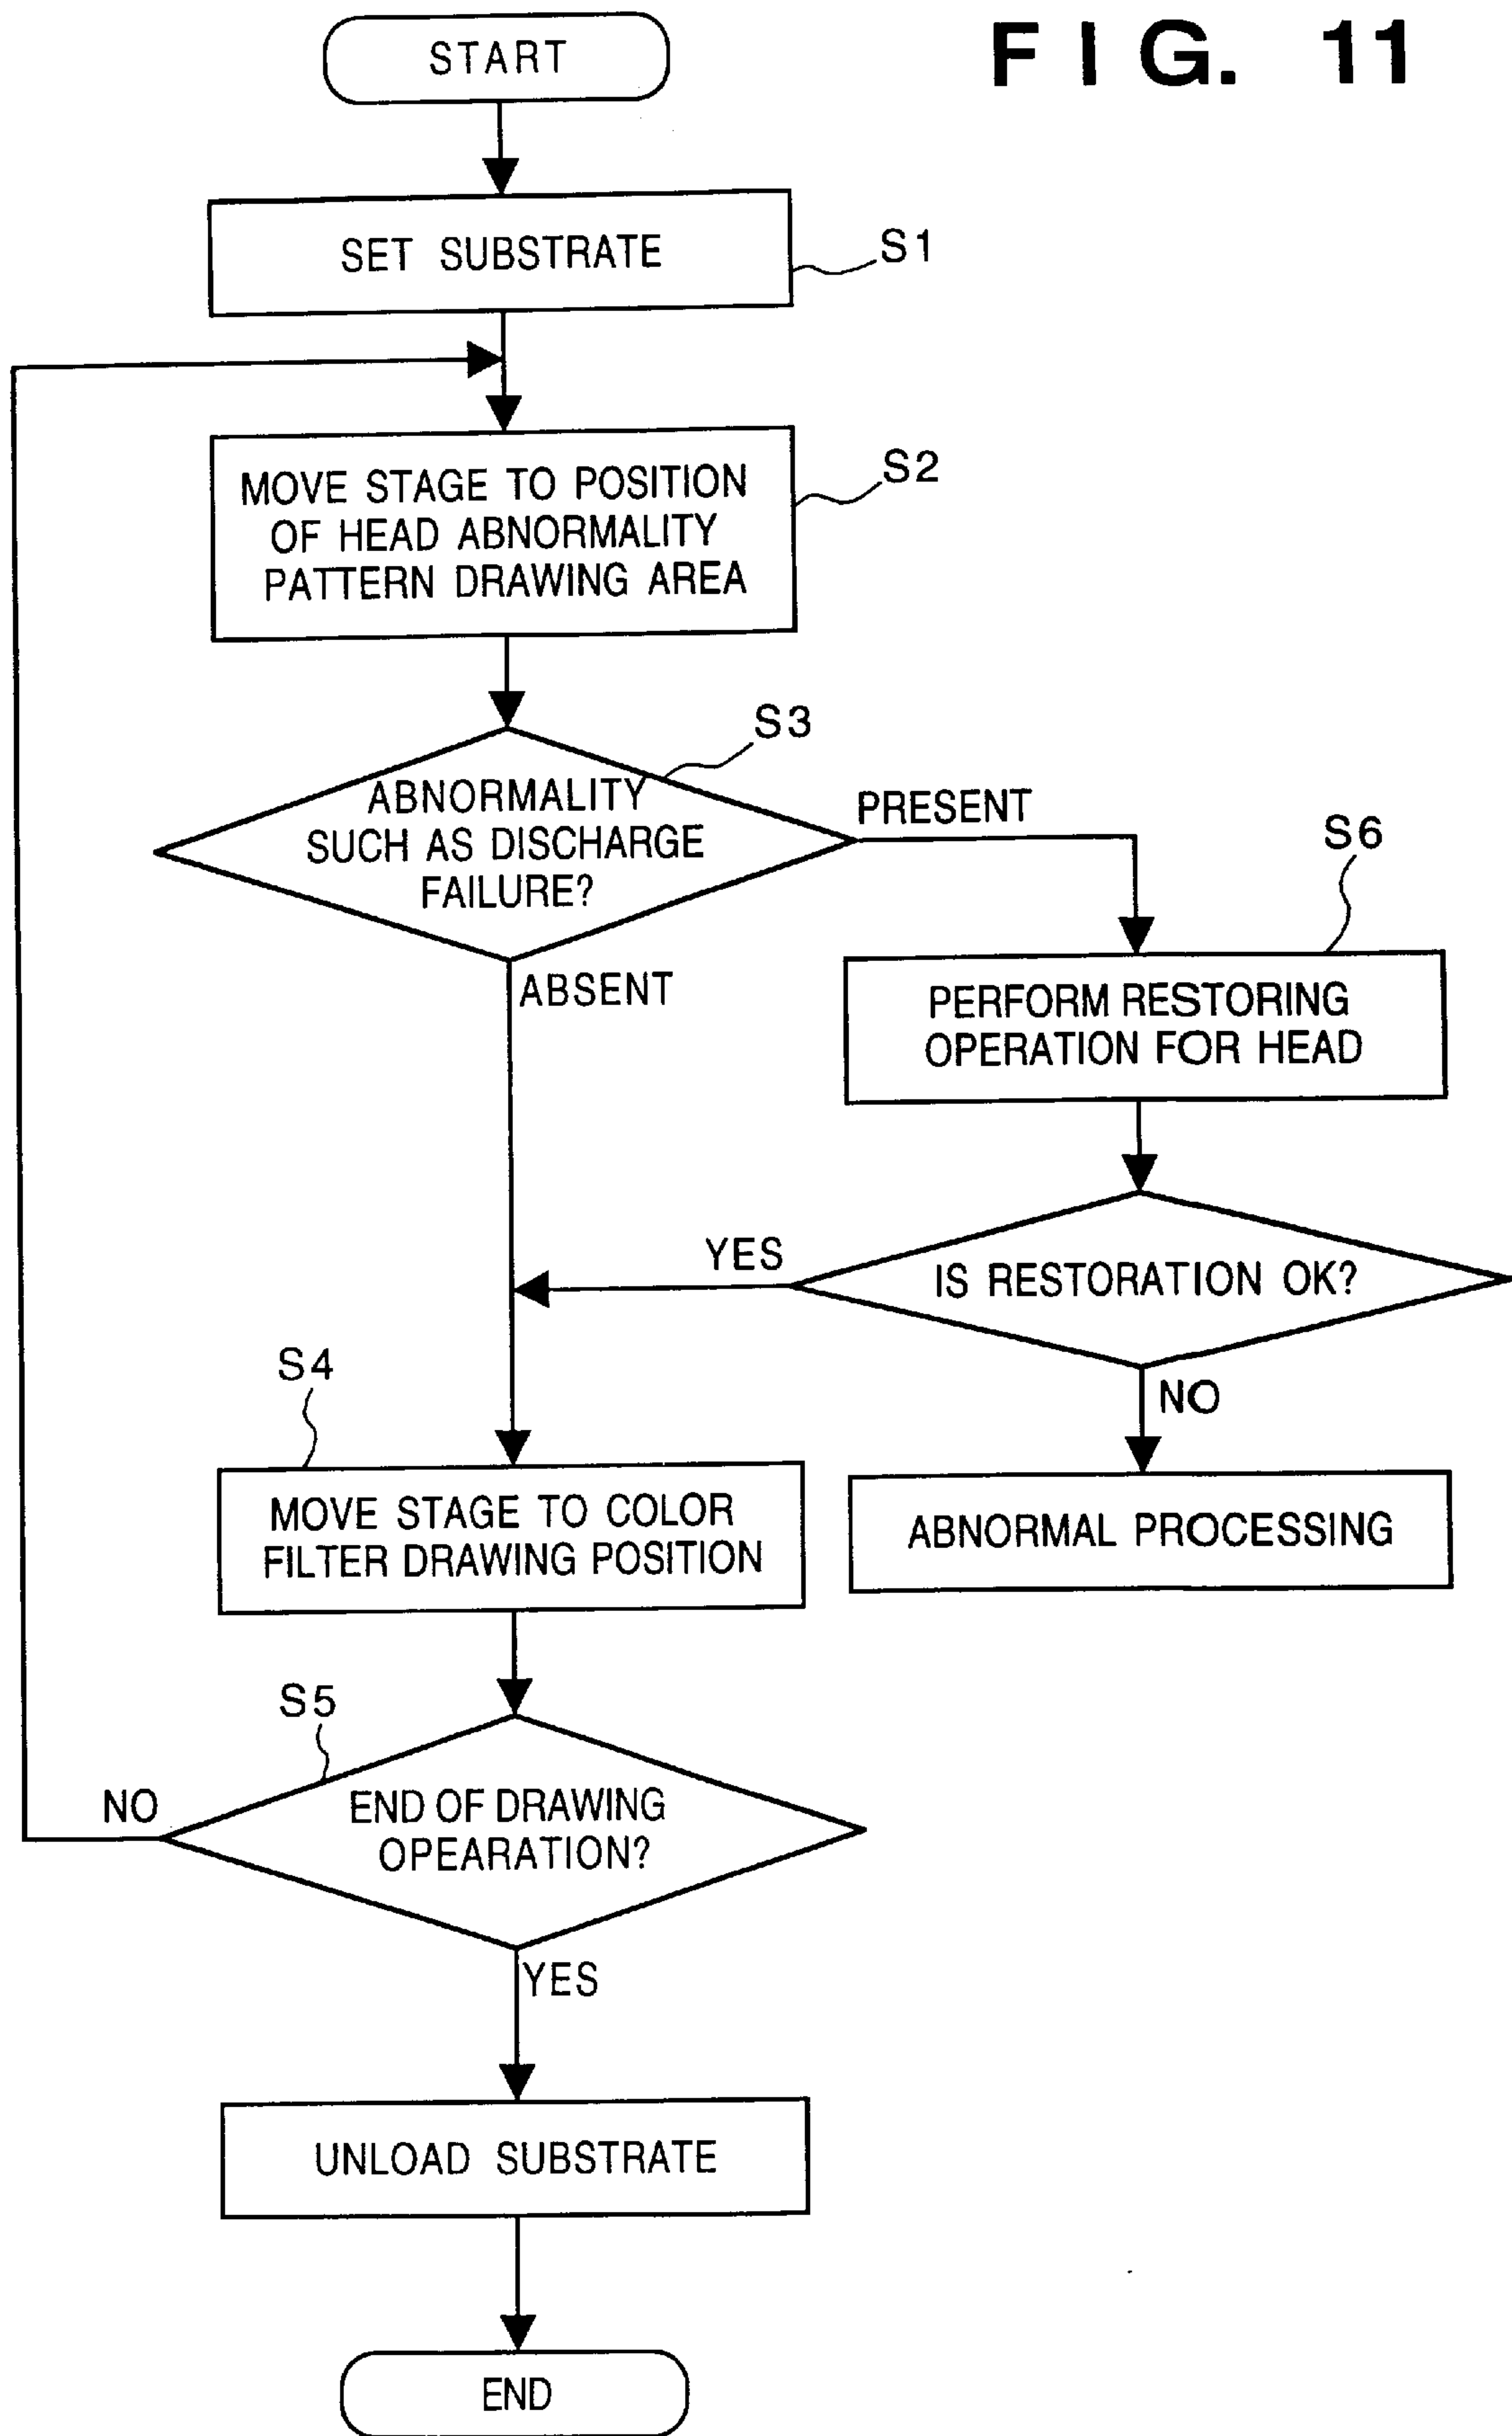 FIG. 11
START
SET SUBSTRATE
S1
MOVE STAGE TO POSITION
OF HEAD ABNORMALITY
PATTERN DRAWING AREA
S2
S3
ABNORMALITY
SUCH AS DISCHARGE
FAILURE?
PRESENT
ABSENT
S6
PERFORM RESTORING
OPERATION FOR HEAD
IS RESTORATION OK?
YES
NO
ABNORMAL PROCESSING
S4
MOVE STAGE TO COLOR
FILTER DRAWING POSITION
S5
END OF DRAWING
OPEARATION?
NO
YES
UNLOAD SUBSTRATE
END